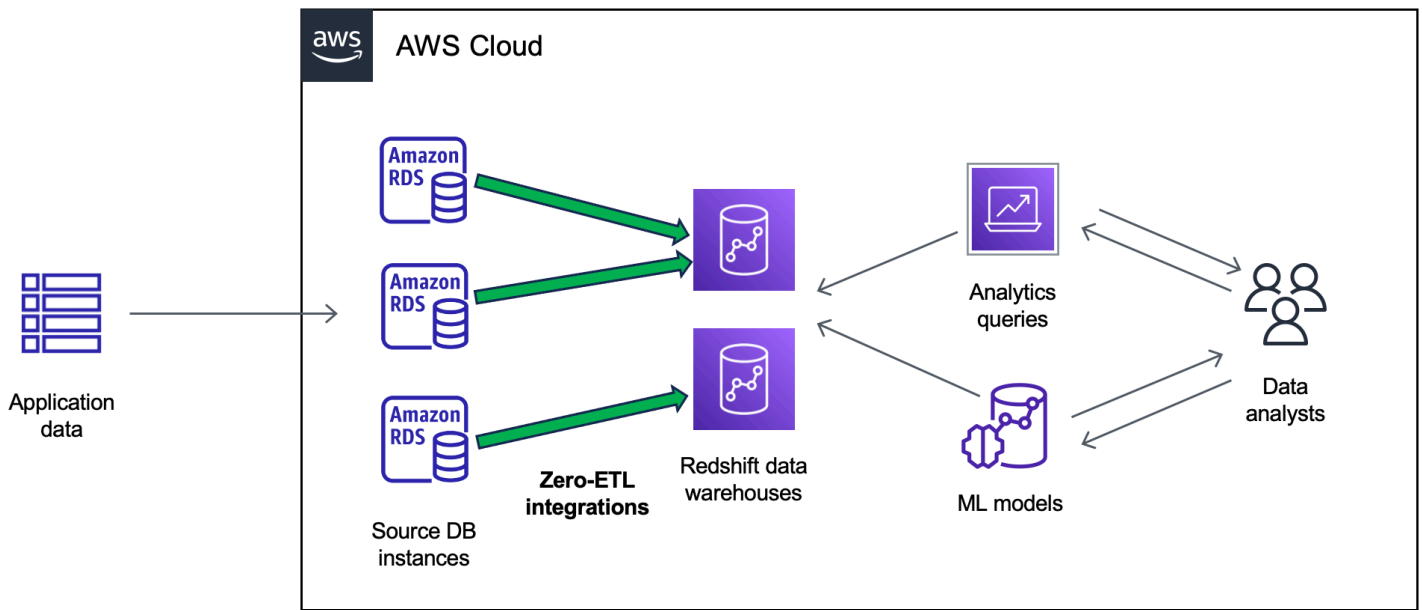 aws
AWS Cloud
Amazon
RDS
Amazon
RDS
Amazon
RDS
Application
data
Source DB
instances
Zero-ETL
integrations
Redshift data
warehouses
Analytics
queries
ML models
Data
analysts